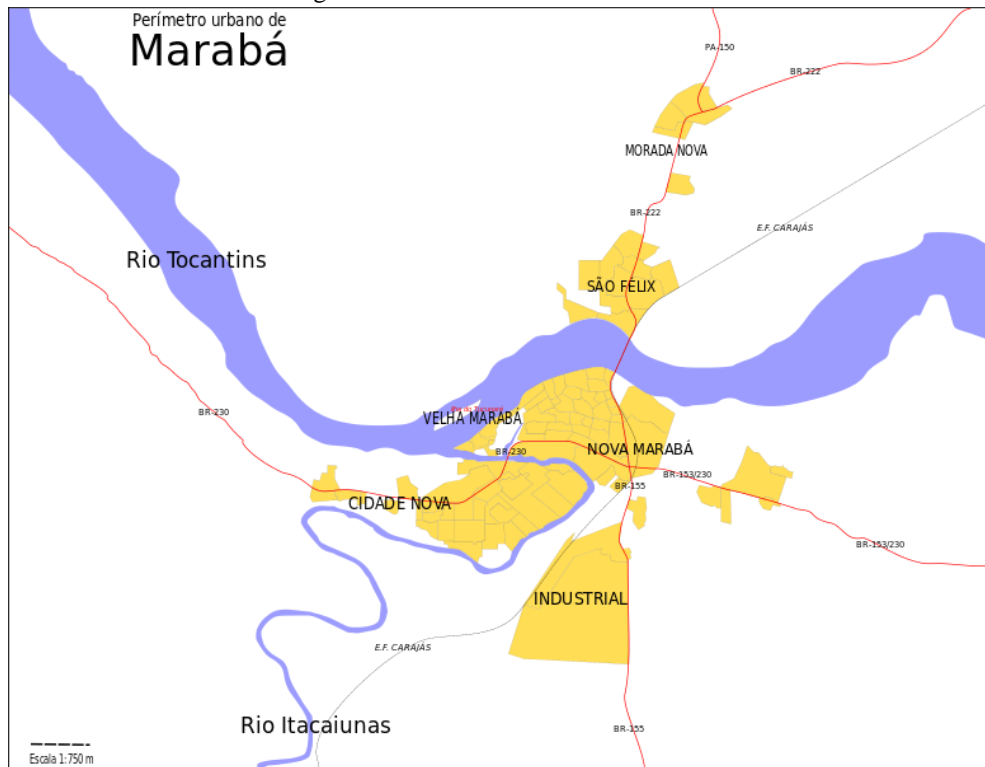 Perímetro urbano de
Marabá
PA-150
BR-222
MORADA NOVA
BR-222
E.F. CARAJÁS
Rio Tocantins
SÃO FÉLIX
BR-230
VELHA MARABÁ
BR-230
NOVA MARABÁ
BR-153/230
BR-155
CIDADE NOVA
BR-153/230
INDUSTRIAL
E.F. CARAJÁS
Rio Itacaiunas
BR-155
Escala 1:750 m